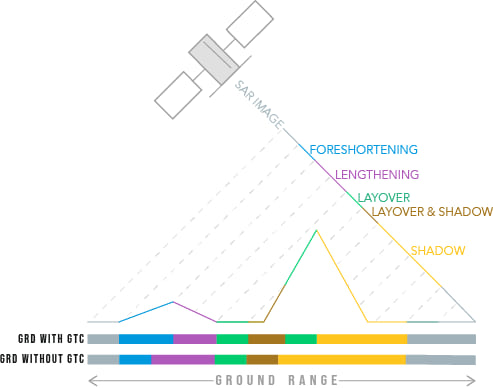 SAR IMAGE
FORESHORTENING
LENGTHENING
LAYOVER
LAYOVER & SHADOW
SHADOW
GRD WITH GTC
GRD WITHOUT GTC
GROUND RANGE